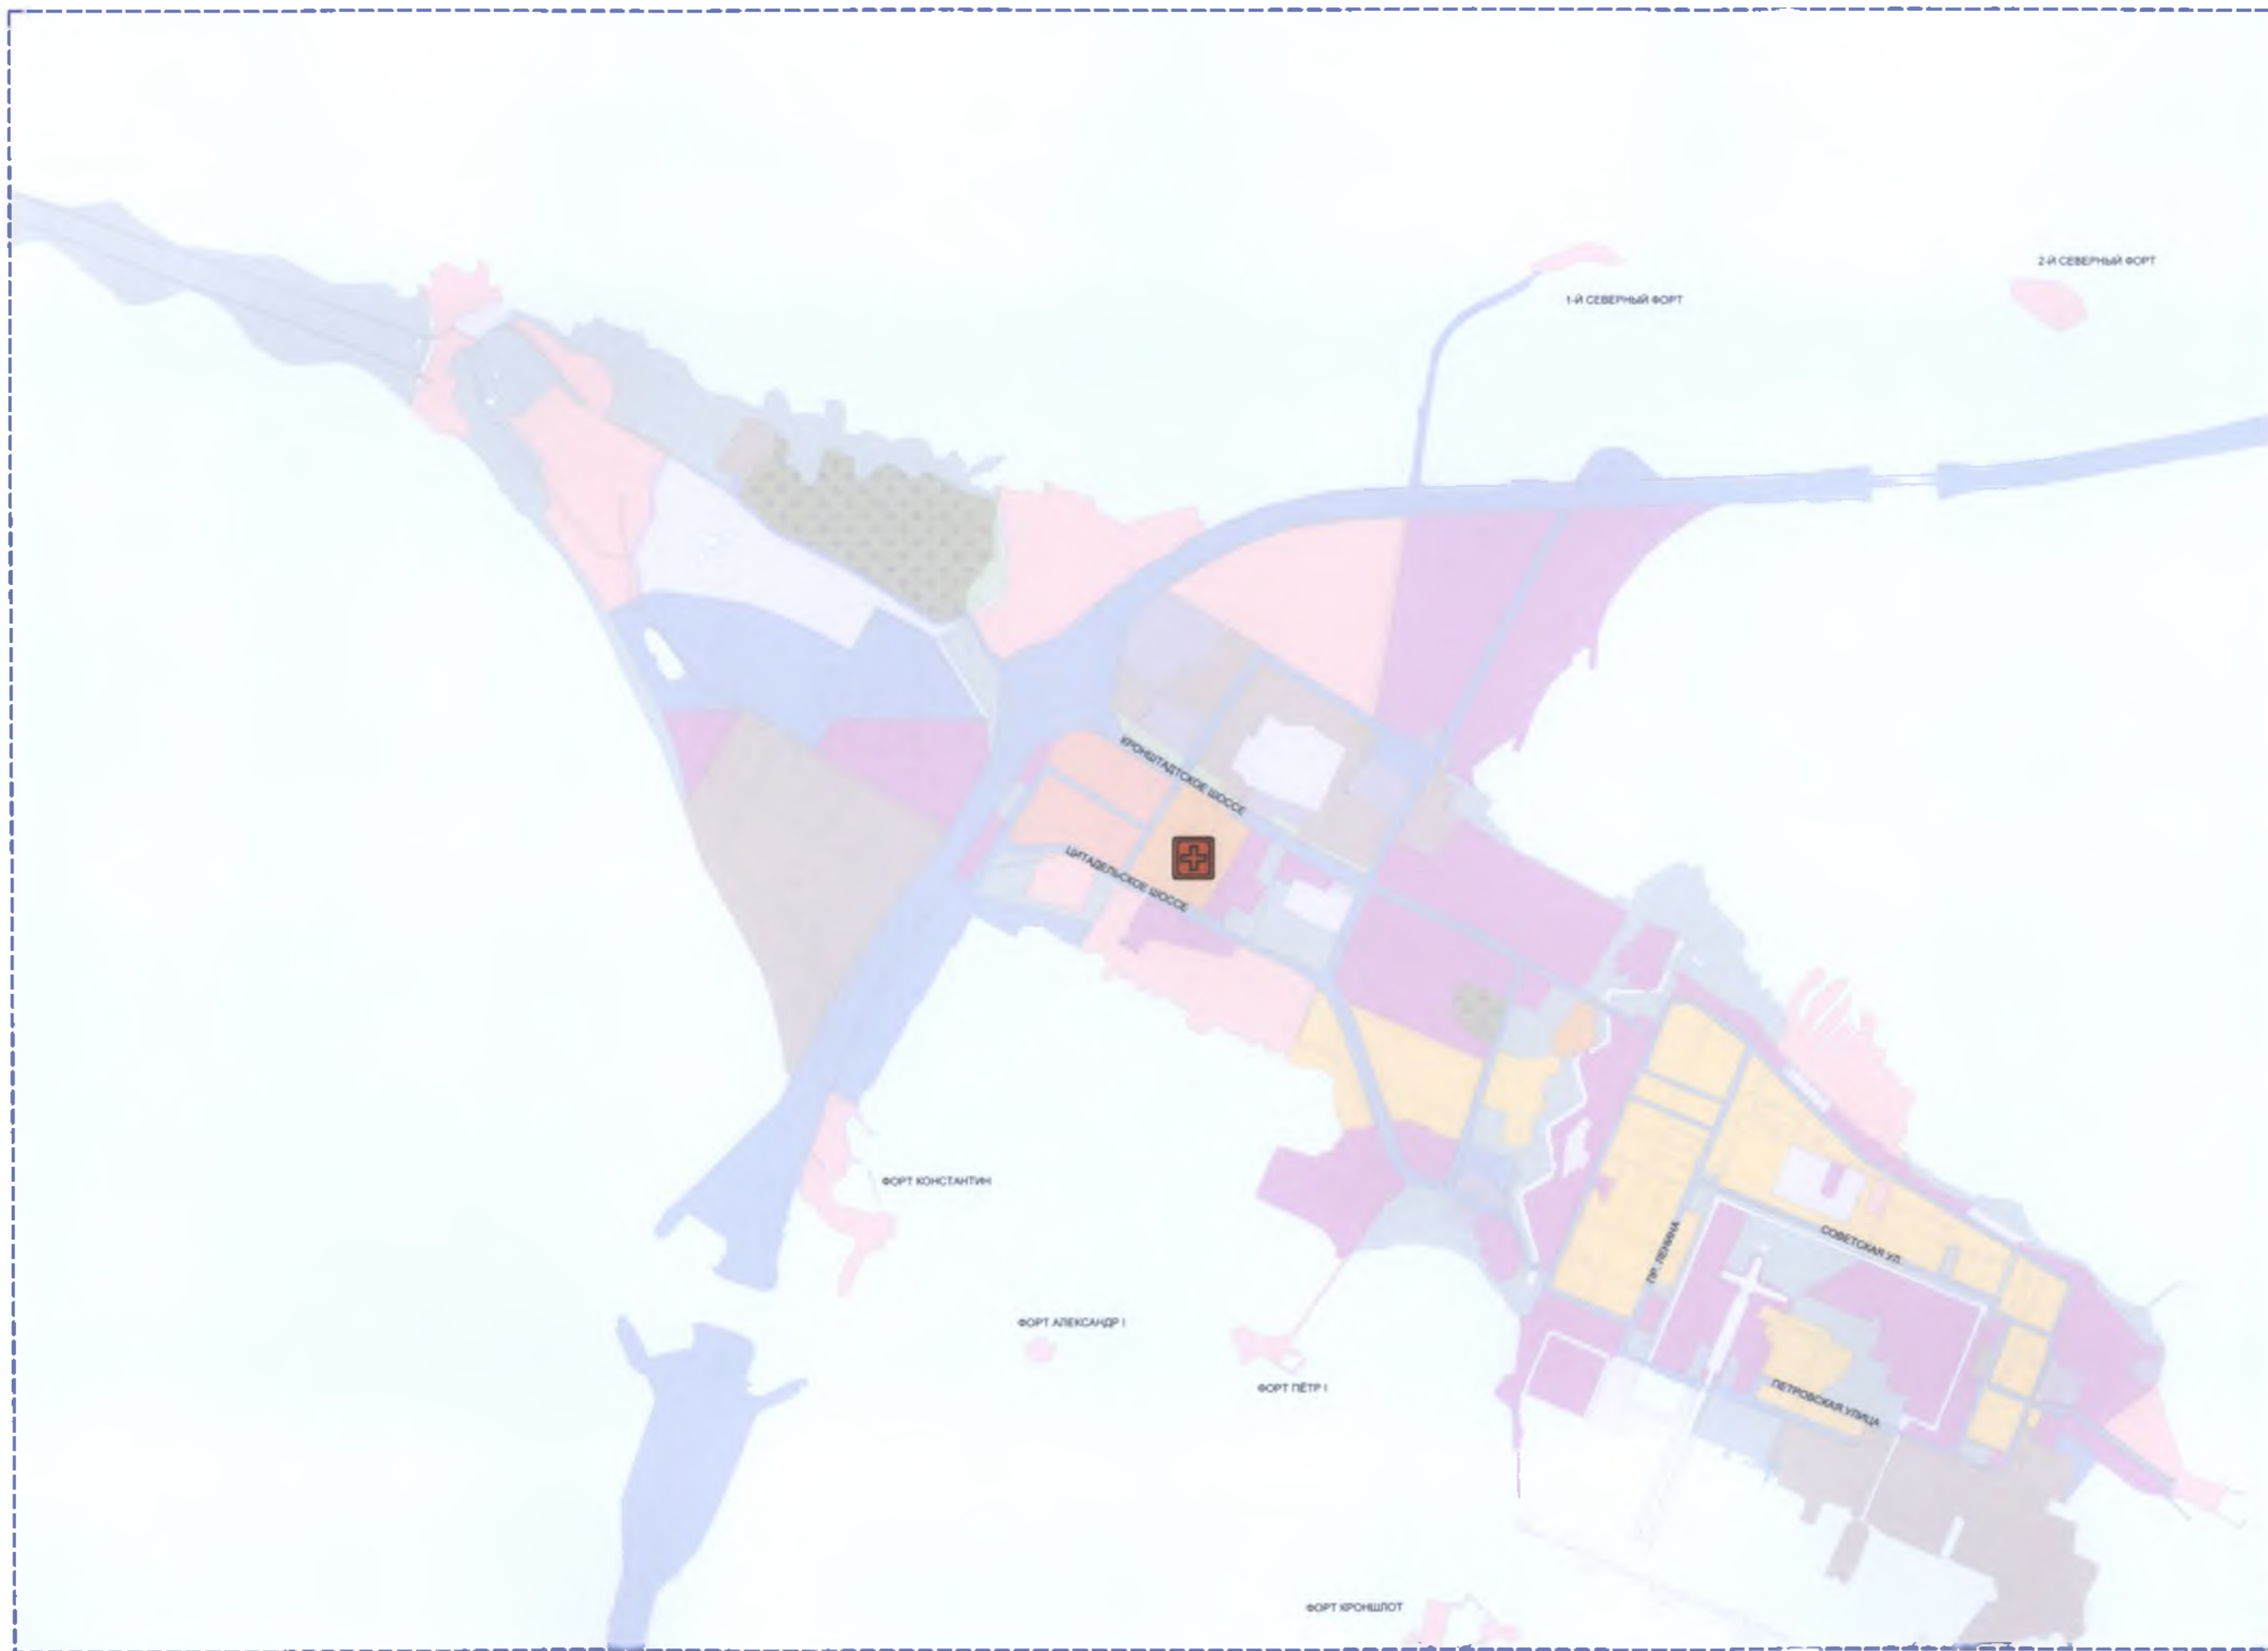 2-Й СЕВЕРНЫЙ ФОРТ
1-Й СЕВЕРНЫЙ ФОРТ
КРОНШТАДТСКОЕ ШОССЕ
ЦИТАДЕЛЬСКОЕ ШОССЕ
ФОРТ КОНСТАНТИН
СОВЕТСКАЯ УЛ.
ПР. ЛЕНИНА
ФОРТ АЛЕКСАНДР I
ФОРТ ПЁТР I
ПЕТРОВСКАЯ УЛИЦА
ФОРТ КРОНШЛОТ